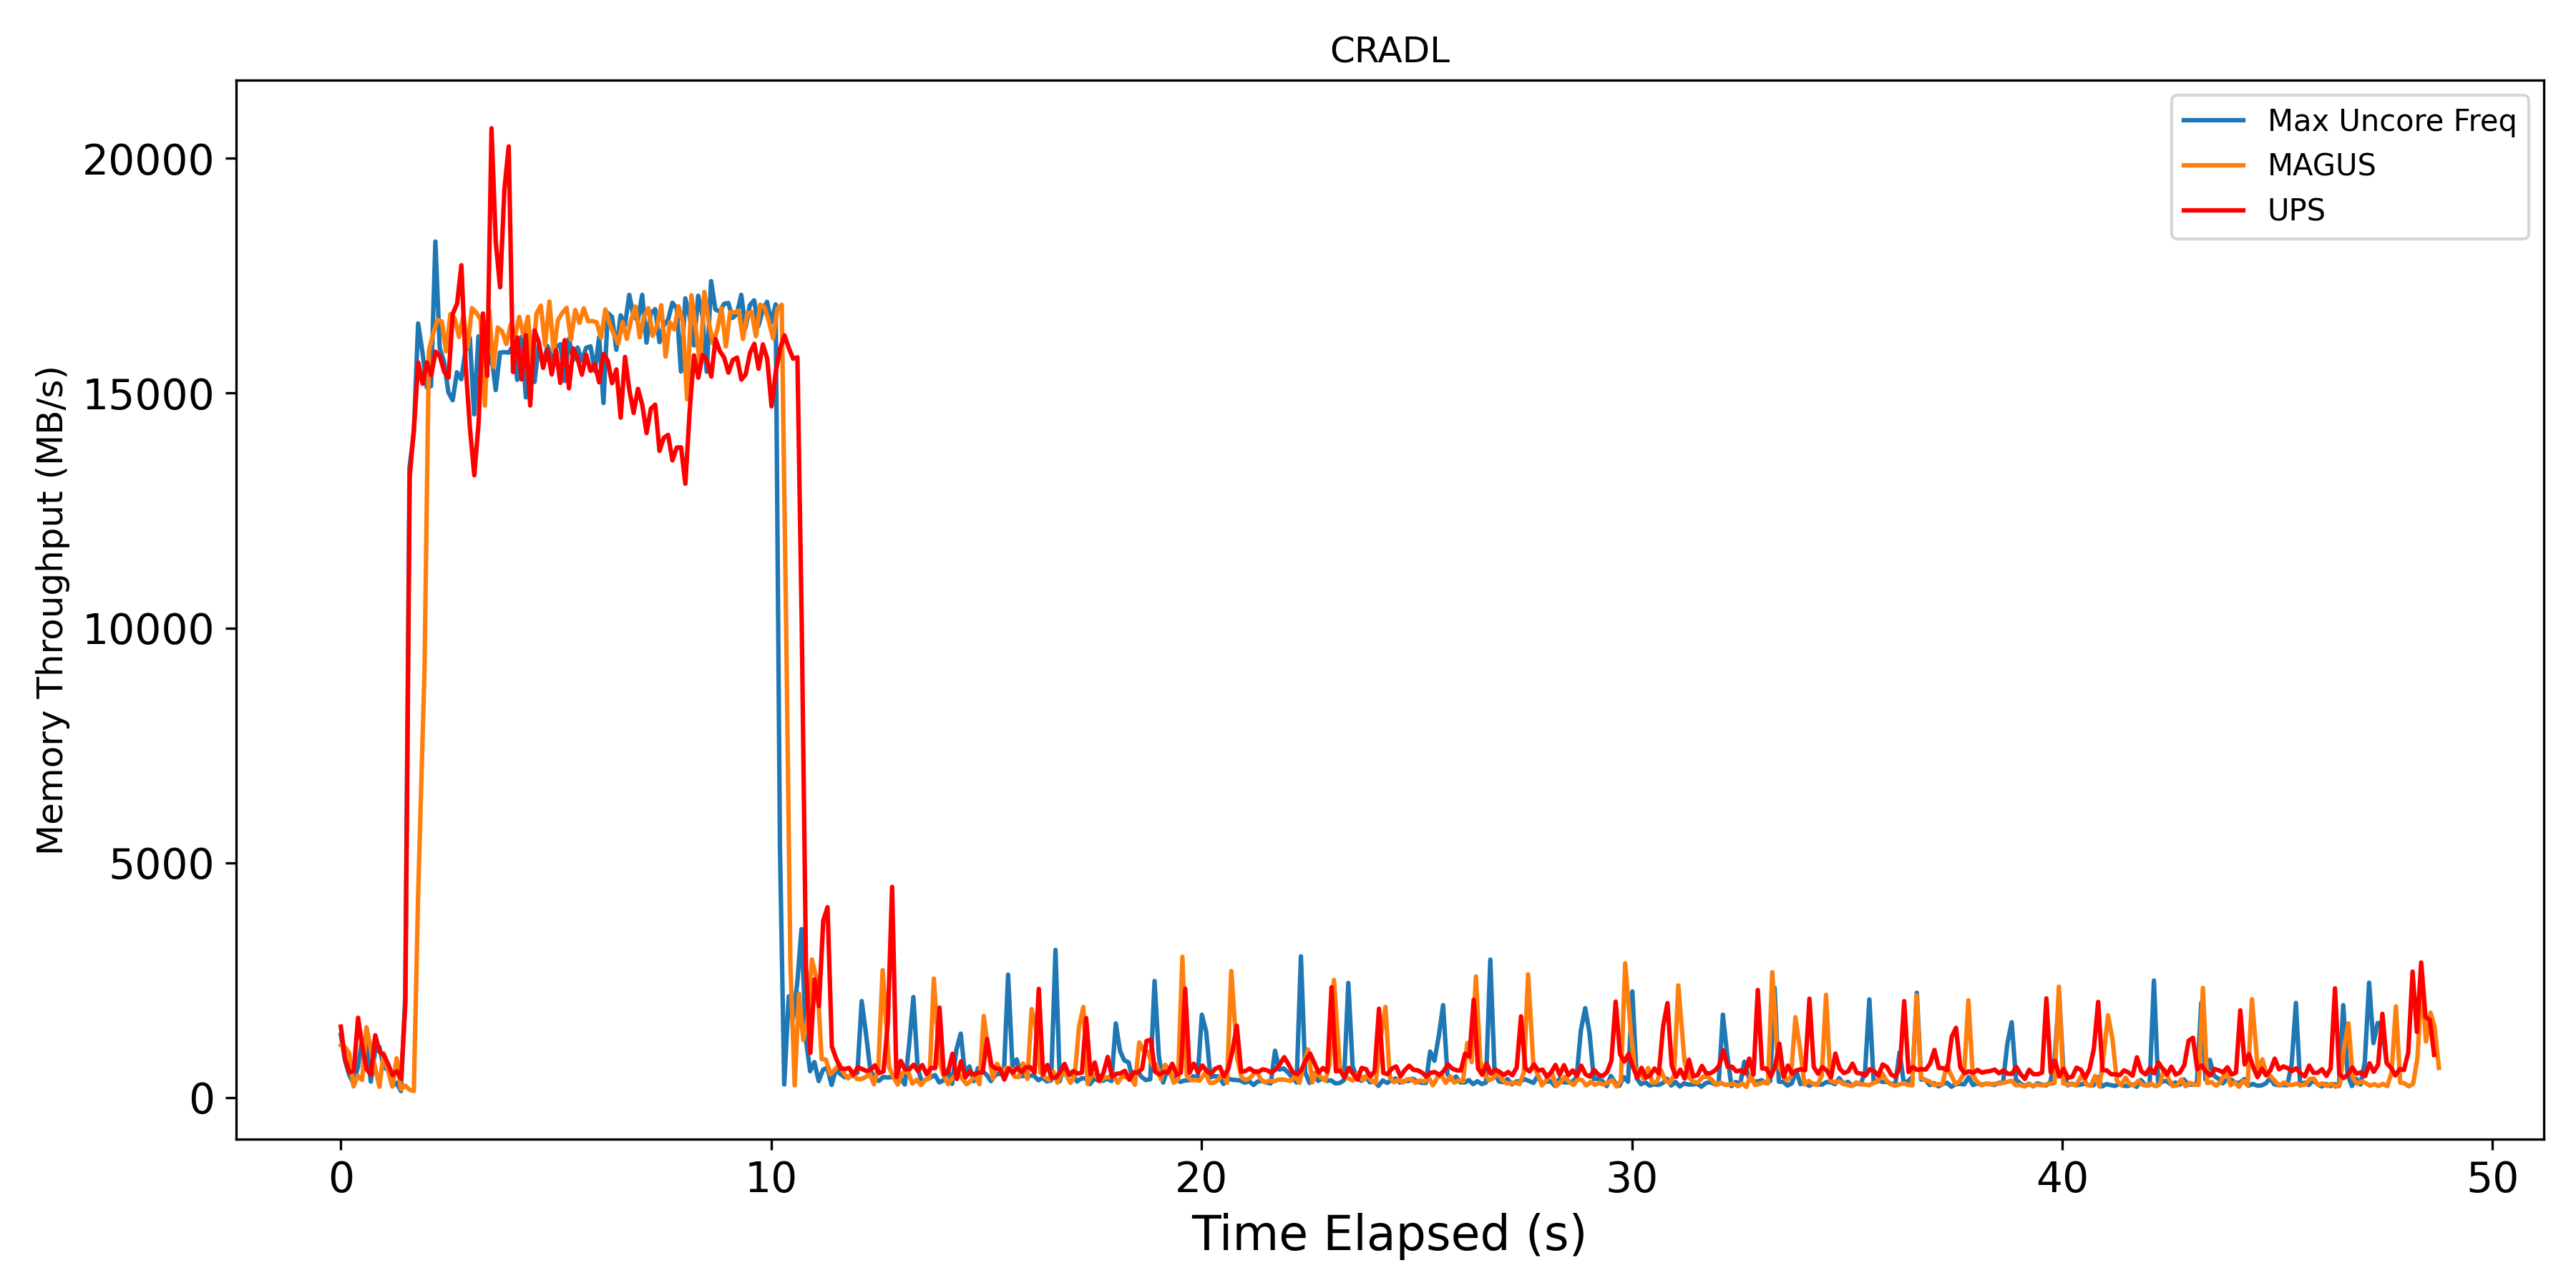 CRADL
Max Uncore Freq
MAGUS
UPS
Memory Throughput (MB/s)
20000
15000
10000
5000
0
0 10 20 30 40 50
Time Elapsed (s)